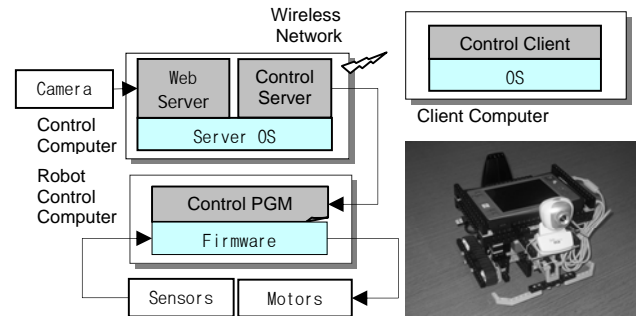 Wireless
Network
Camera
Web
Server
Control
Server
Server OS
Control
Computer
Control Client
OS
Client Computer
Robot
Control
Computer
Control PGM
Firmware
Sensors
Motors